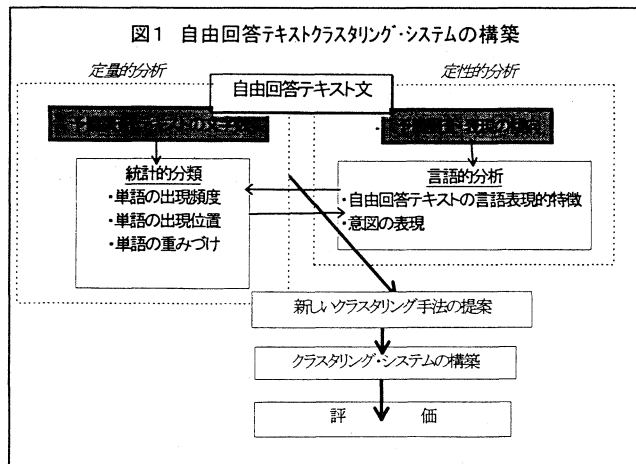 図1 自由回答テキストクラスタリング・システムの構築
定量的分析
定性的分析
自由回答テキスト文
統計的分類
・単語の出現頻度
・単語の出現位置
・単語の重みづけ
言語的分析
・自由回答テキストの言語表現的特徴
・意図の表現
新しいクラスタリング手法の提案
クラスタリング・システムの構築
評 価